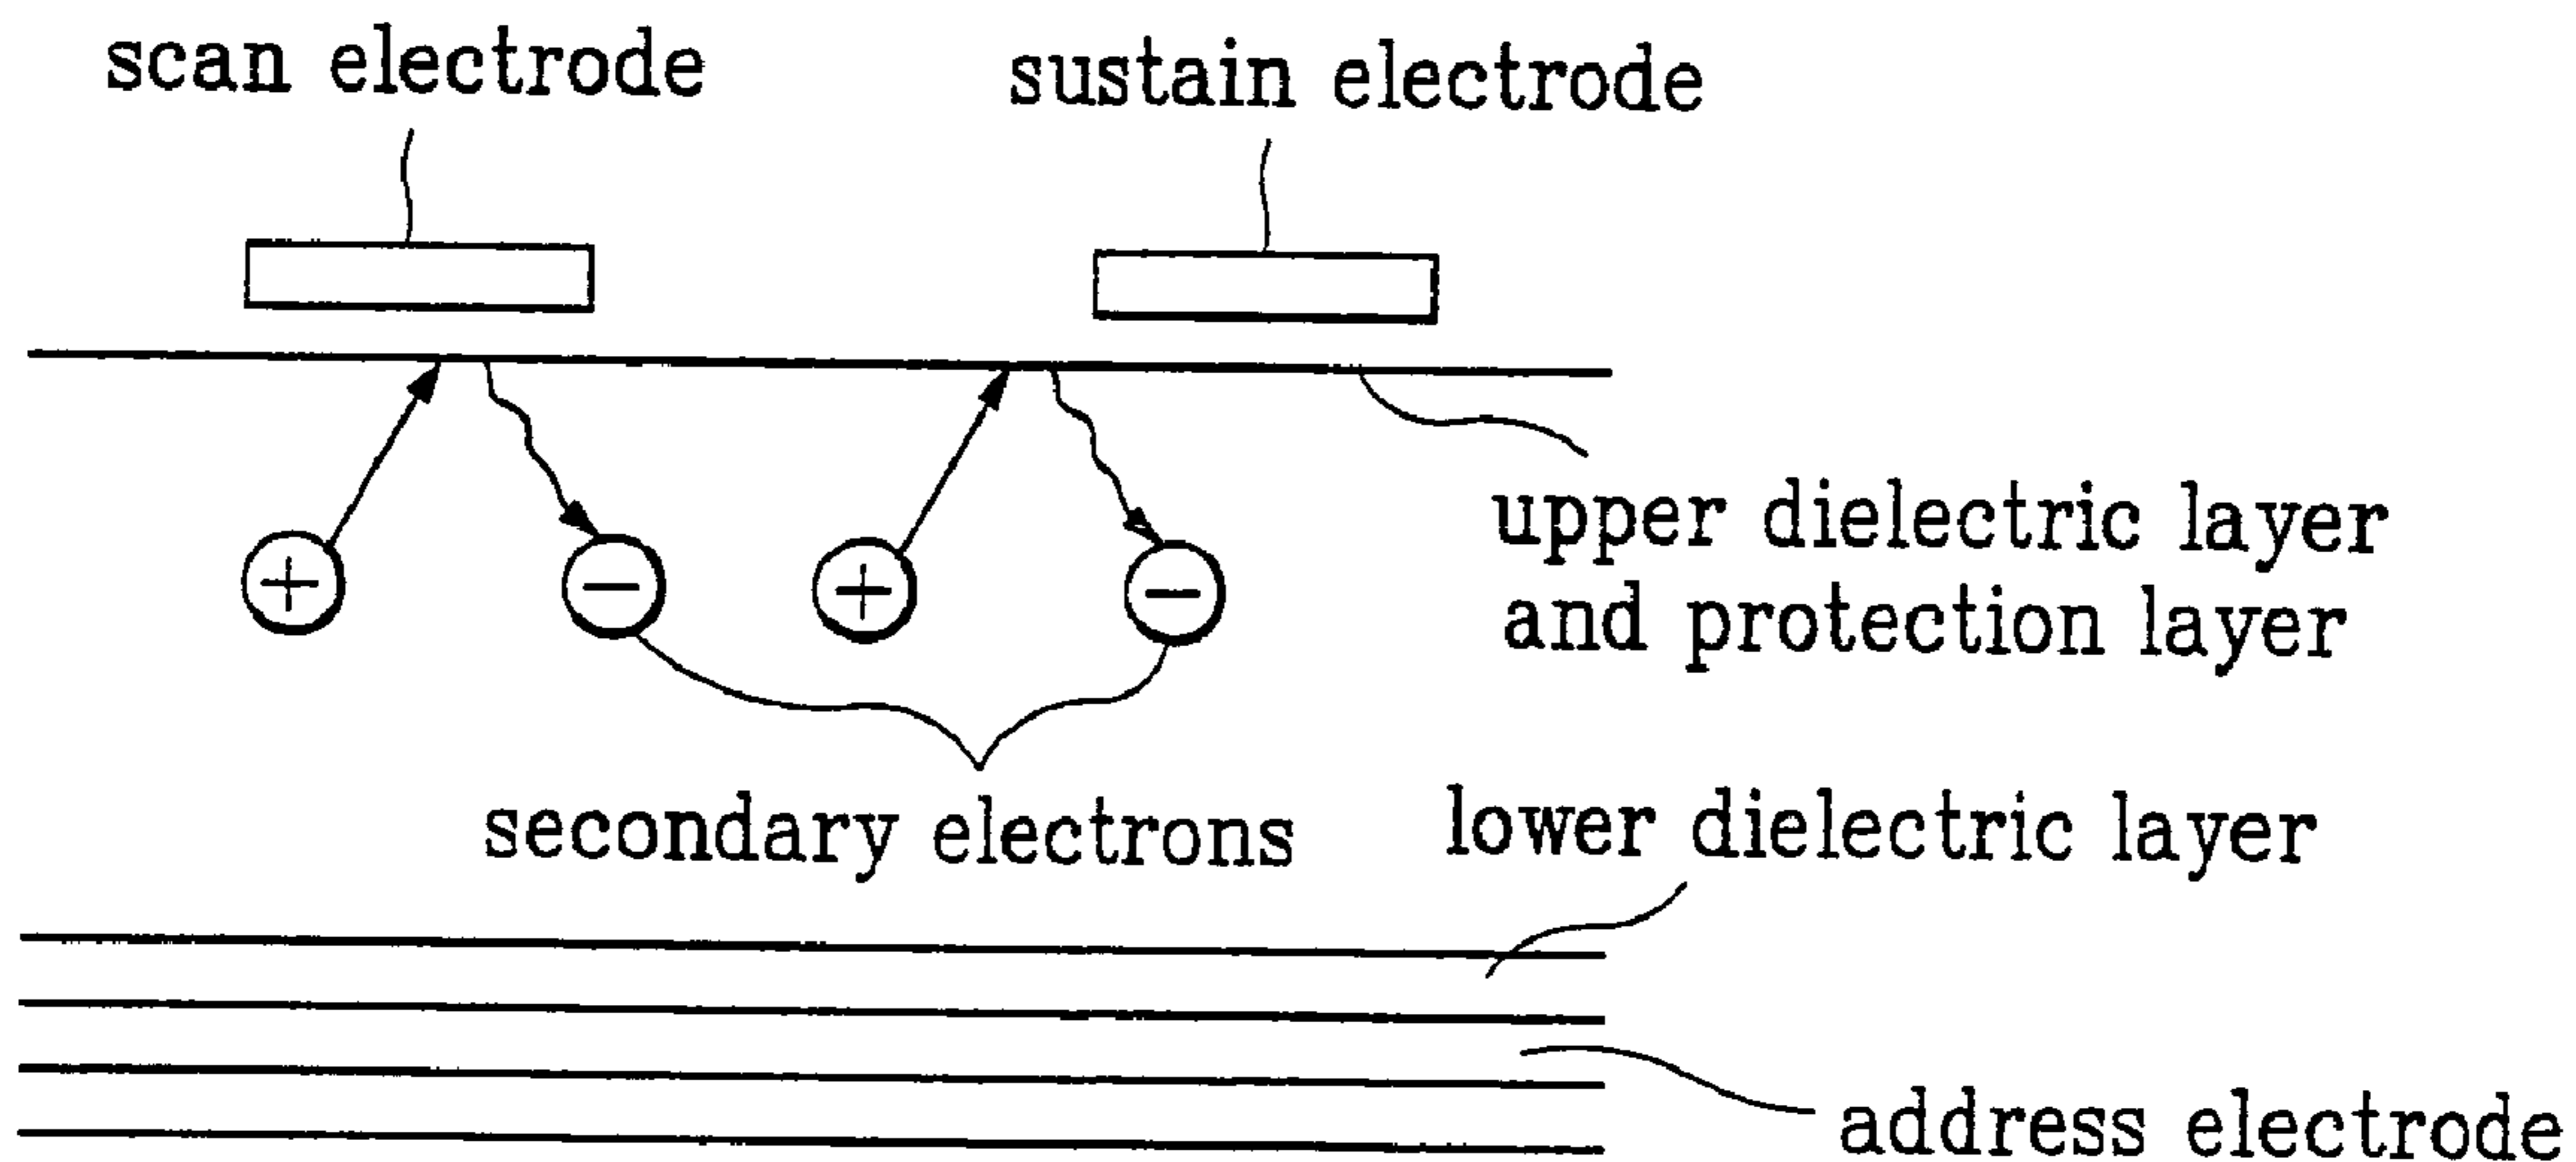 scan electrode
sustain electrode
+
−
+
−
upper dielectric layer
and protection layer
secondary electrons
lower dielectric layer
address electrode